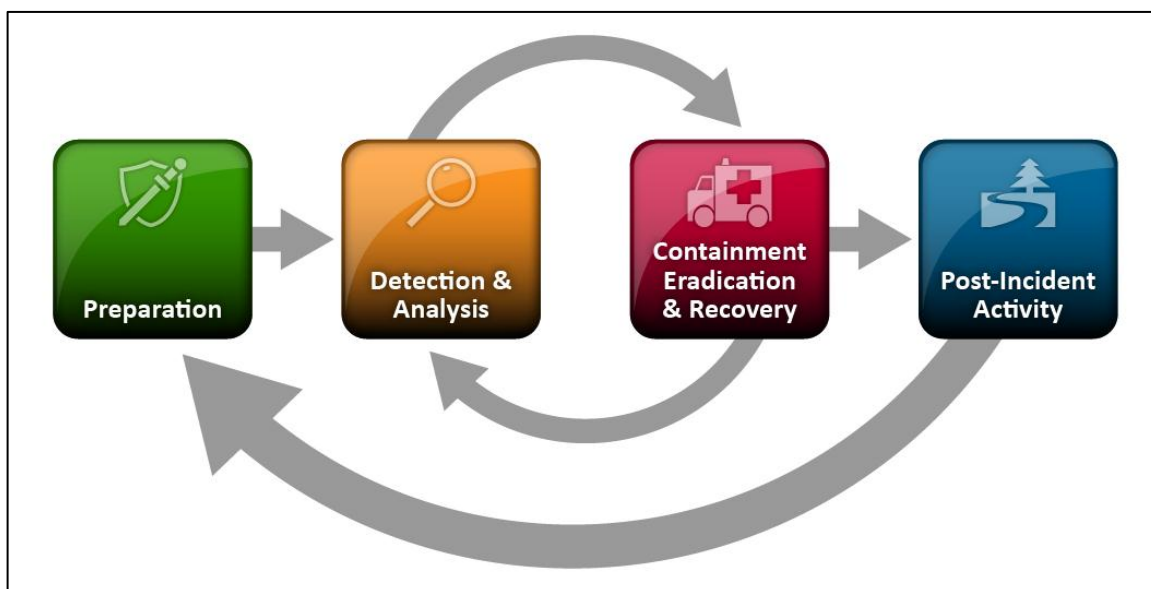 Preparation
Detection &
Analysis
Containment
Eradication
& Recovery
Post-Incident
Activity